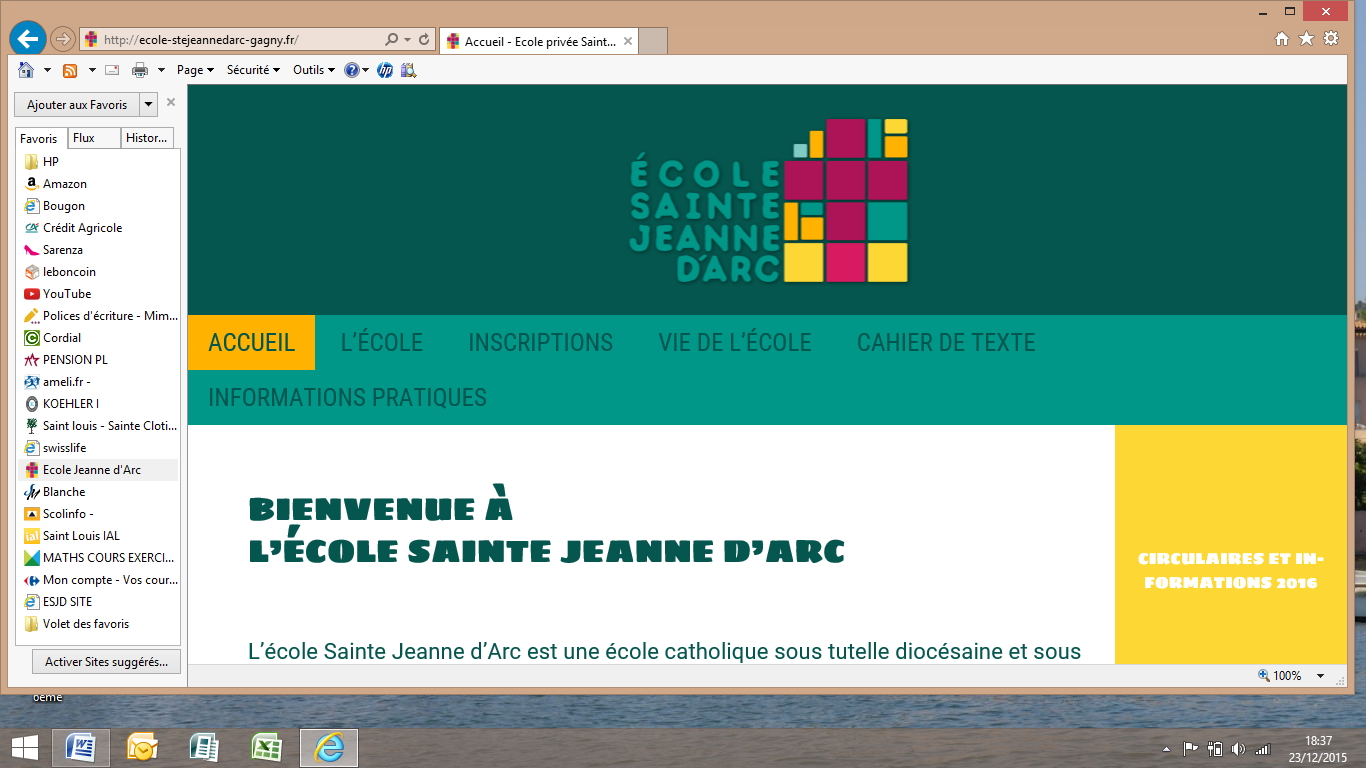 http://ecole-stejeannedarc-gagny.fr/
Accueil - Ecole privée Saint...
Page
Sécurité
Outils
Ajouter aux Favoris
Favoris
Flux
Histor...
HP
Amazon
Bougon
Crédit Agricole
Sarenza
leboncoin
YouTube
Polices d'écriture - Mim...
Cordial
PENSION PL
ameli.fr -
KOEHLER I
Saint louis - Sainte Cloti...
swisslife
Ecole Jeanne d'Arc
Blanche
Scolinfo -
Saint Louis IAL
MATHS COURS EXERCI...
Mon compte - Vos cour...
ESJD SITE
Volet des favoris
Activer Sites suggérés...
ÉCOLE
SAINTE
JEANNE
D'ARC
ACCUEIL
L'ÉCOLE
INSCRIPTIONS
VIE DE L'ÉCOLE
CAHIER DE TEXTE
INFORMATIONS PRATIQUES
BIENVENUE À
L'ÉCOLE SAINTE JEANNE D'ARC
L'école Sainte Jeanne d'Arc est une école catholique sous tutelle diocésaine et sous
CIRCULAIRES ET IN-
FORMATIONS 2016
100%
6ème
18:37
23/12/2015